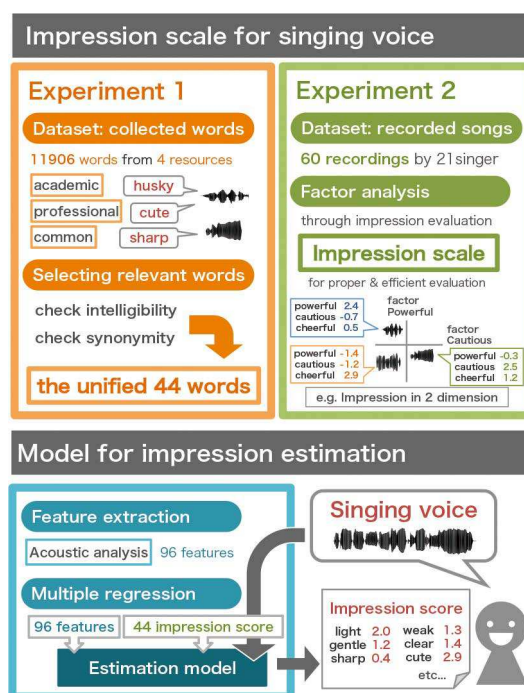 Impression scale for singing voice
Experiment 1
Dataset: collected words
11906 words from 4 resources
academic
husky
professional
cute
common
sharp
Selecting relevant words
check intelligibility
check synonymity
the unified 44 words
Experiment 2
Dataset: recorded songs
60 recordings by 21singer
Factor analysis
through impression evaluation
Impression scale
for proper & efficient evaluation
powerful 2.4
cautious -0.7
cheerful 0.5
factor
Powerful
factor
Cautious
powerful -1.4
cautious -1.2
cheerful 2.9
powerful -0.3
cautious 2.5
cheerful 1.2
e.g. Impression in 2 dimension
Model for impression estimation
Feature extraction
Acoustic analysis 96 features
Multiple regression
96 features
44 impression score
Estimation model
Singing voice
Impression score
light 2.0 weak 1.3
gentle 1.2 clear 1.4
sharp 0.4 cute 2.9
etc...